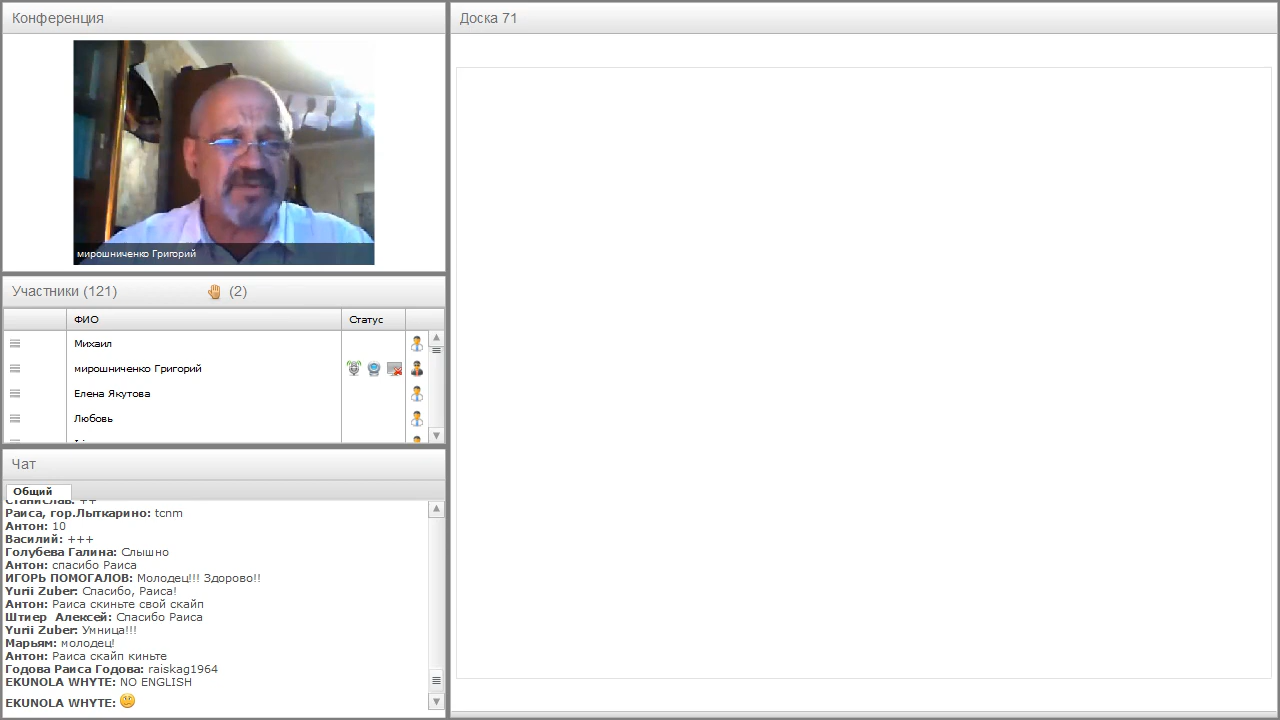 Конференция
мирошниченко Григорий
Участники (121) (2)
ФИО Статус
Михаил
мирошниченко Григорий
Елена Якутова
Любовь
Чат
Общий
Станислав: ++
Раиса, гор.Лыткарино: tcnm
Антон: 10
Василий: +++
Голубева Галина: Слышно
Антон: спасибо Раиса
ИГОРЬ ПОМОГАЛОВ: Молодец!!! Здорово!!
Yurii Zuber: Спасибо, Раиса!
Антон: Раиса скиньте свой скайп
Штиер Алексей: Спасибо Раиса
Yurii Zuber: Умница!!!
Марьям: молодец!
Антон: Раиса скайп киньте
Годова Раиса Годова: raiskag1964
EKUNOLA WHYTE: NO ENGLISH
EKUNOLA WHYTE:
Доска 71